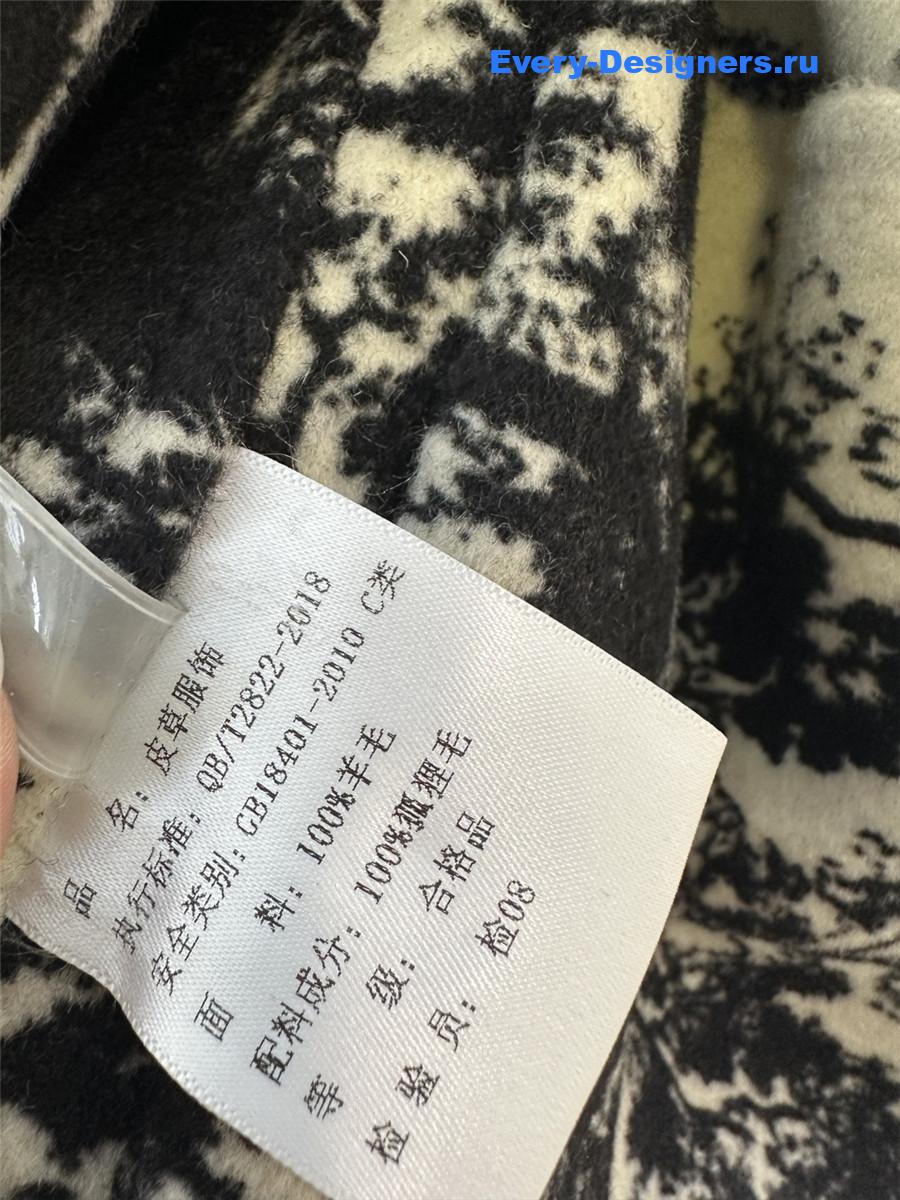 Every-Designers.ru
品名：皮草服饰
执行标准：QB/T2822-2018
安全类别：GB18401-2010 C类
面料：100%羊毛
配料成分：100%狐狸毛
等级：合格品
检验员：检08